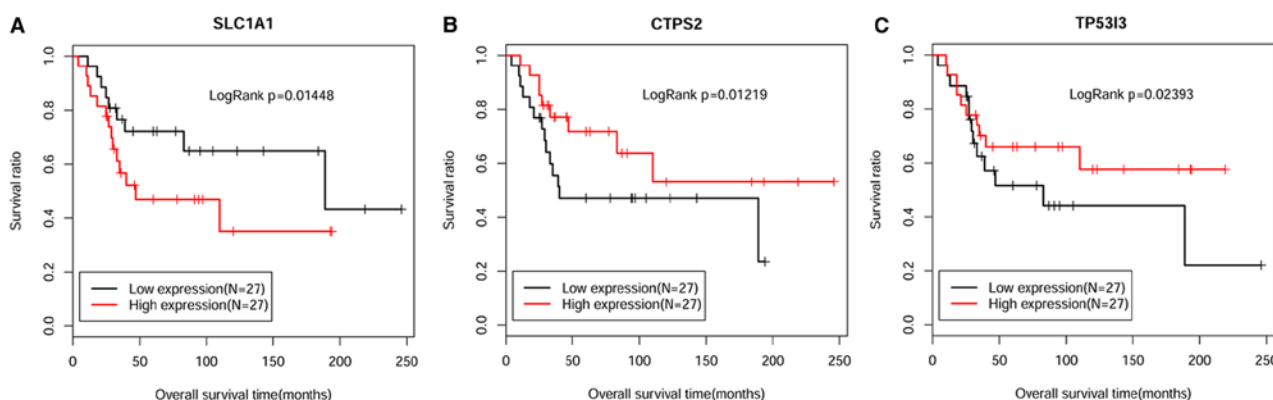 A
SLC1A1
LogRank p=0.01448
Survival ratio
1.0
0.8
0.6
0.4
0.2
0.0
Low expression(N=27)
High expression(N=27)
0 50 100 150 200 250
Overall survival time(months)
B
CTPS2
LogRank p=0.01219
Survival ratio
1.0
0.8
0.6
0.4
0.2
0.0
Low expression(N=27)
High expression(N=27)
0 50 100 150 200 250
Overall survival time(months)
C
TP53I3
LogRank p=0.02393
Survival ratio
1.0
0.8
0.6
0.4
0.2
0.0
Low expression(N=27)
High expression(N=27)
0 50 100 150 200 250
Overall survival time(months)